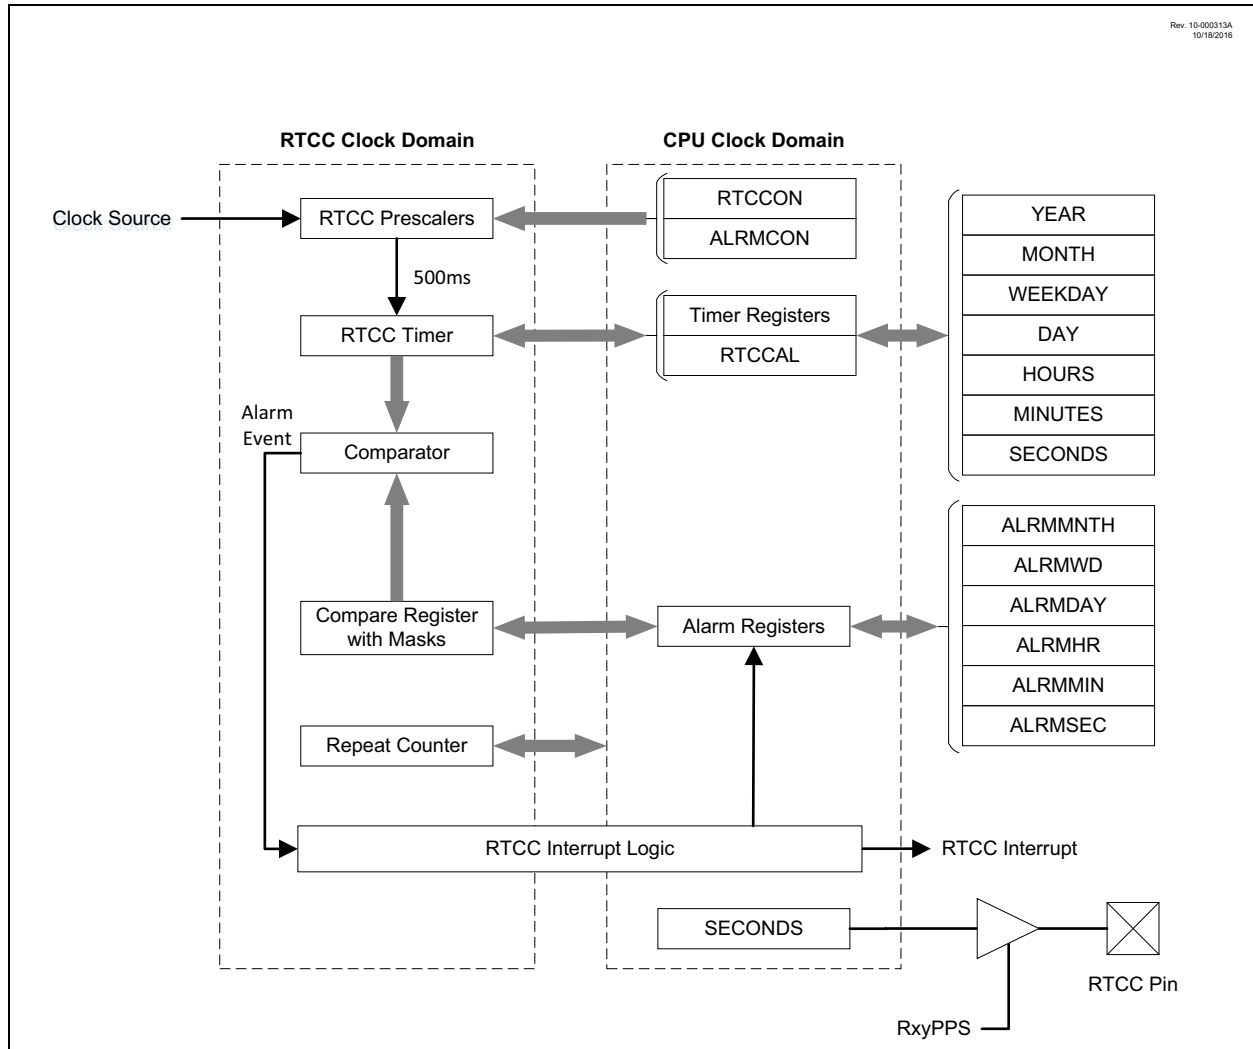 Rev. 10-000313A
10/18/2016
RTCC Clock Domain
CPU Clock Domain
Clock Source
RTCC Prescalers
RTCCON
ALRMCON
500ms
RTCC Timer
Timer Registers
RTCCAL
YEAR
MONTH
WEEKDAY
DAY
HOURS
MINUTES
SECONDS
Alarm
Event
Comparator
Compare Register
with Masks
Alarm Registers
ALRMMNTH
ALRMWD
ALRMDAY
ALRMHR
ALRMMIN
ALRMSEC
Repeat Counter
RTCC Interrupt Logic
RTCC Interrupt
SECONDS
RTCC Pin
RxyPPS